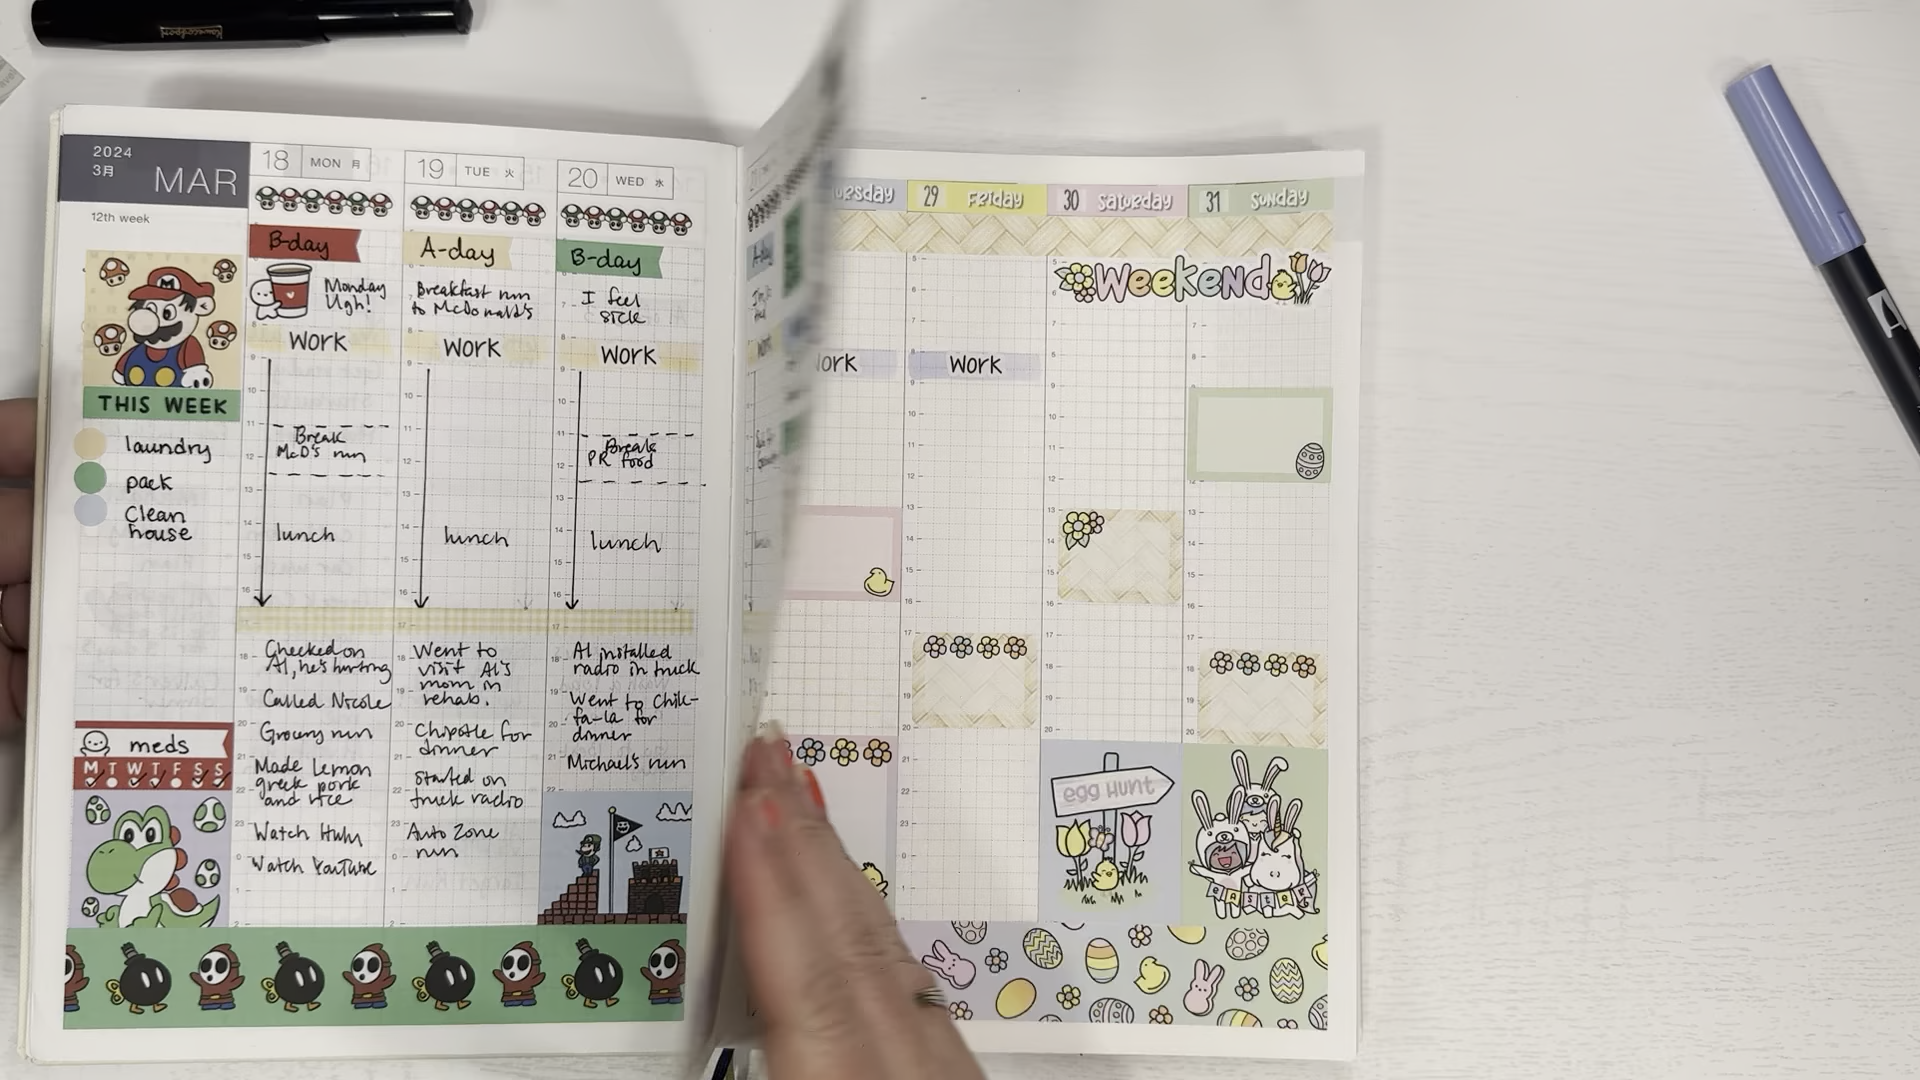 2024
3月
MAR
12th week
THIS WEEK
laundry
pack
Clean
house
meds
M T W T F S S
18 MON 月
B-day
Monday
Ugh!
Work
Break
McD's run
lunch
Checked on
Al, he's hurting
Called Nicole
Grocery run
Made Lemon
greek pork
and rice
Watch Hulu
Watch YouTube
19 TUE 火
A-day
Breakfast run
to McDonald's
Work
lunch
Went to
visit Al's
mom in
rehab.
Chipotle for
dinner
Started on
truck radio
Auto Zone
run
20 WED 水
B-day
I feel
sick
Work
Break
PR food
lunch
Al installed
radio in truck
Went to Chik-
fa-la for
dinner
Michael's run
29 Friday
Work
30 Saturday
31 Sunday
Weekend
egg Hunt
EASTER